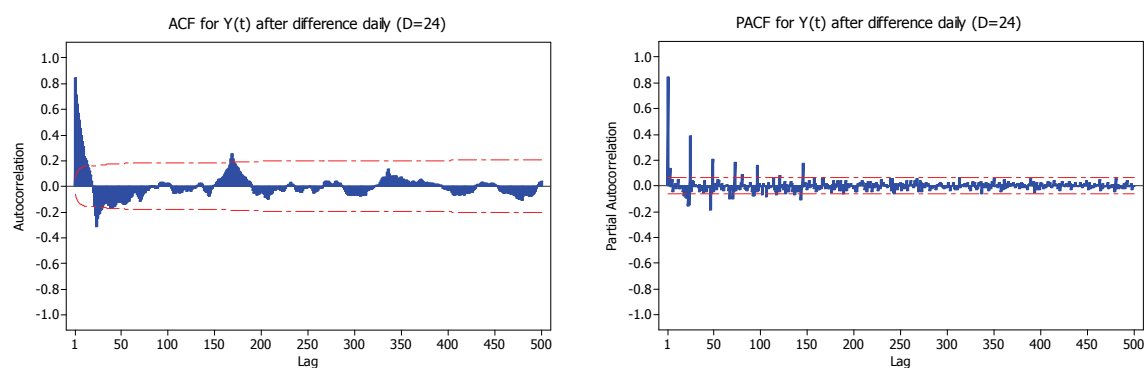 ACF for Y(t) after difference daily (D=24)
1.0
0.8
0.6
0.4
0.2
0.0
-0.2
-0.4
-0.6
-0.8
-1.0
Autocorrelation
1 50 100 150 200 250 300 350 400 450 500
Lag
PACF for Y(t) after difference daily (D=24)
1.0
0.8
0.6
0.4
0.2
0.0
-0.2
-0.4
-0.6
-0.8
-1.0
Partial Autocorrelation
1 50 100 150 200 250 300 350 400 450 500
Lag